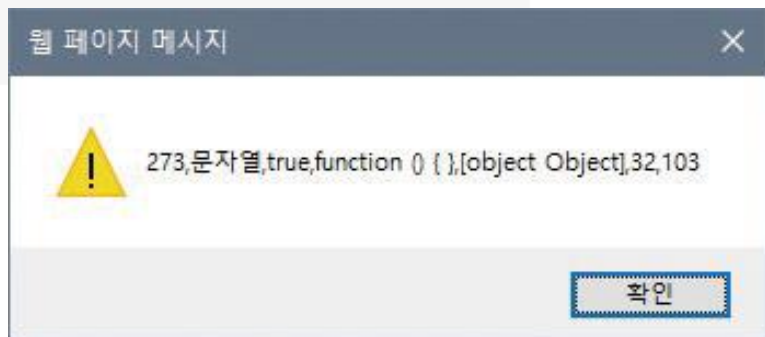 웹 페이지 메시지
273,문자열,true,function () { },[object Object],32,103
확인